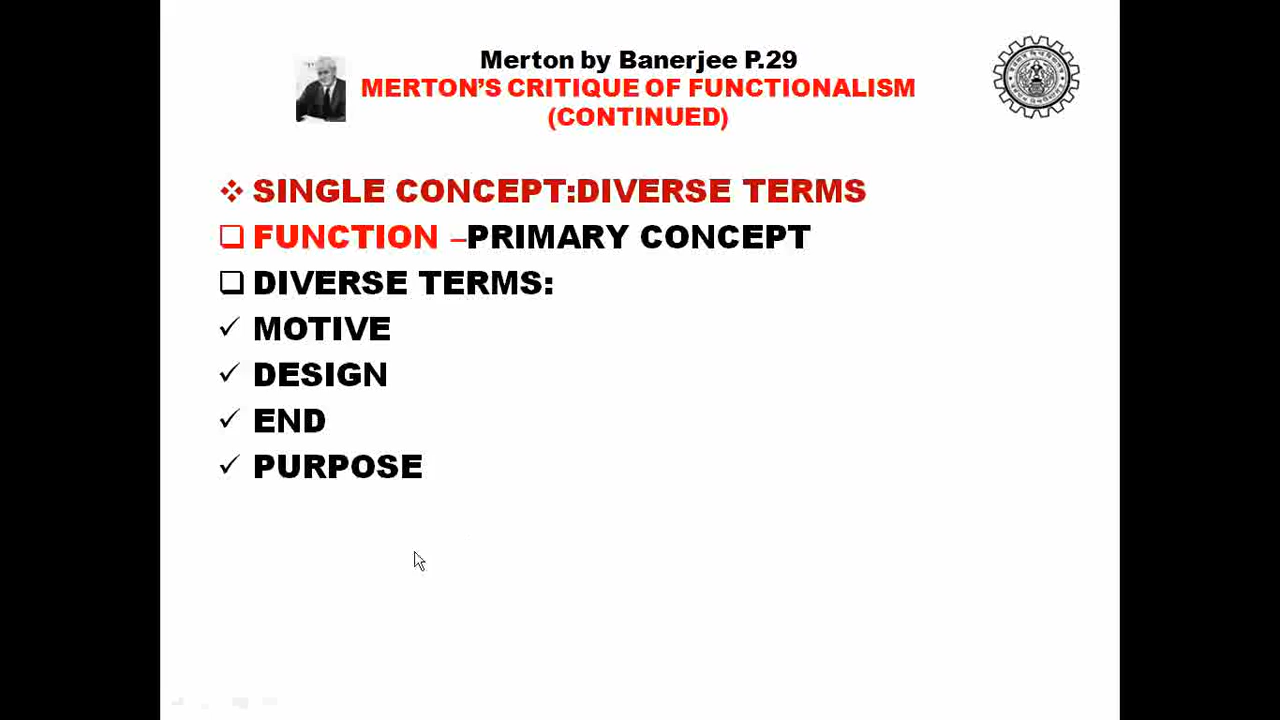 Merton by Banerjee P.29
MERTON'S CRITIQUE OF FUNCTIONALISM
(CONTINUED)
SINGLE CONCEPT:DIVERSE TERMS
FUNCTION –PRIMARY CONCEPT
DIVERSE TERMS:
MOTIVE
DESIGN
END
PURPOSE